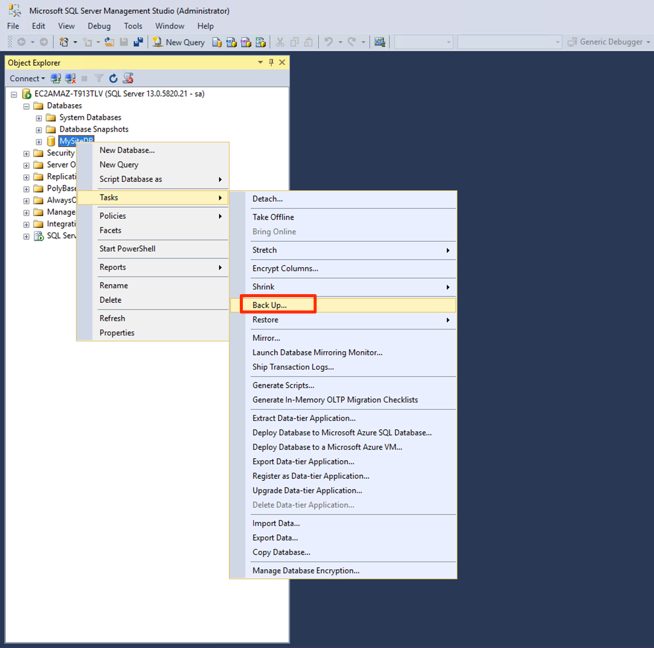 Microsoft SQL Server Management Studio (Administrator)
File Edit View Debug Tools Window Help
New Query
Generic Debugger
Object Explorer
Connect
EC2AMAZ-T913TLV (SQL Server 13.0.5820.21 - sa)
Databases
System Databases
Database Snapshots
MySiteDB
Security
Server O
Replicati
PolyBase
AlwaysO
Manage
Integrati
SQL Serv
New Database...
New Query
Script Database as
Tasks
Policies
Facets
Start PowerShell
Reports
Rename
Delete
Refresh
Properties
Detach...
Take Offline
Bring Online
Stretch
Encrypt Columns...
Shrink
Back Up...
Restore
Mirror...
Launch Database Mirroring Monitor...
Ship Transaction Logs...
Generate Scripts...
Generate In-Memory OLTP Migration Checklists
Extract Data-tier Application...
Deploy Database to Microsoft Azure SQL Database...
Deploy Database to a Microsoft Azure VM...
Export Data-tier Application...
Register as Data-tier Application...
Upgrade Data-tier Application...
Delete Data-tier Application...
Import Data...
Export Data...
Copy Database...
Manage Database Encryption...